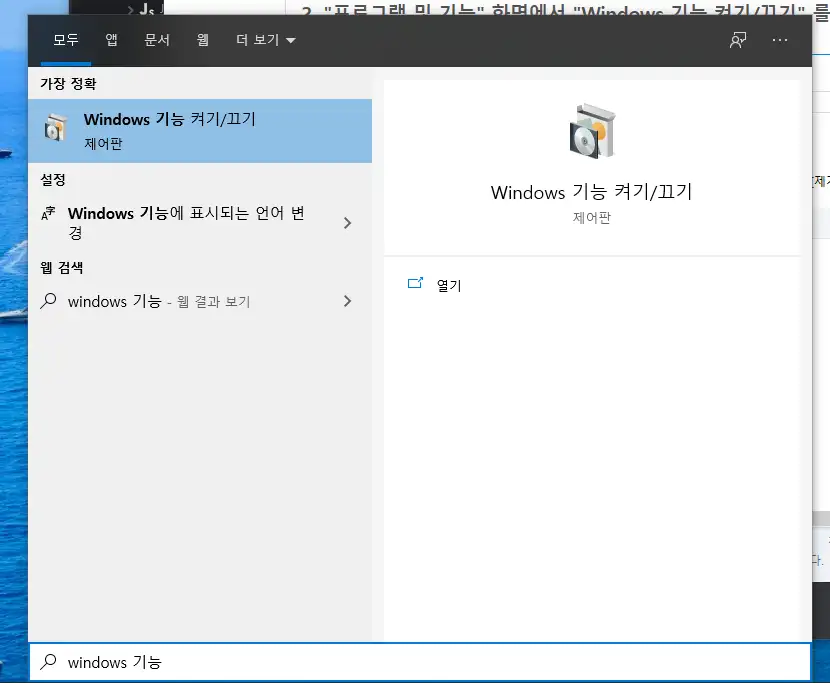 Js
2. "프로그램 및 기능" 화면에서 "Windows 기능 켜기/끄기" 를
모두 앱 문서 웹 더 보기
가장 정확
Windows 기능 켜기/끄기
제어판
설정
Windows 기능에 표시되는 언어 변
경
웹 검색
windows 기능 - 웹 결과 보기
Windows 기능 켜기/끄기
제어판
열기
다.
windows 기능